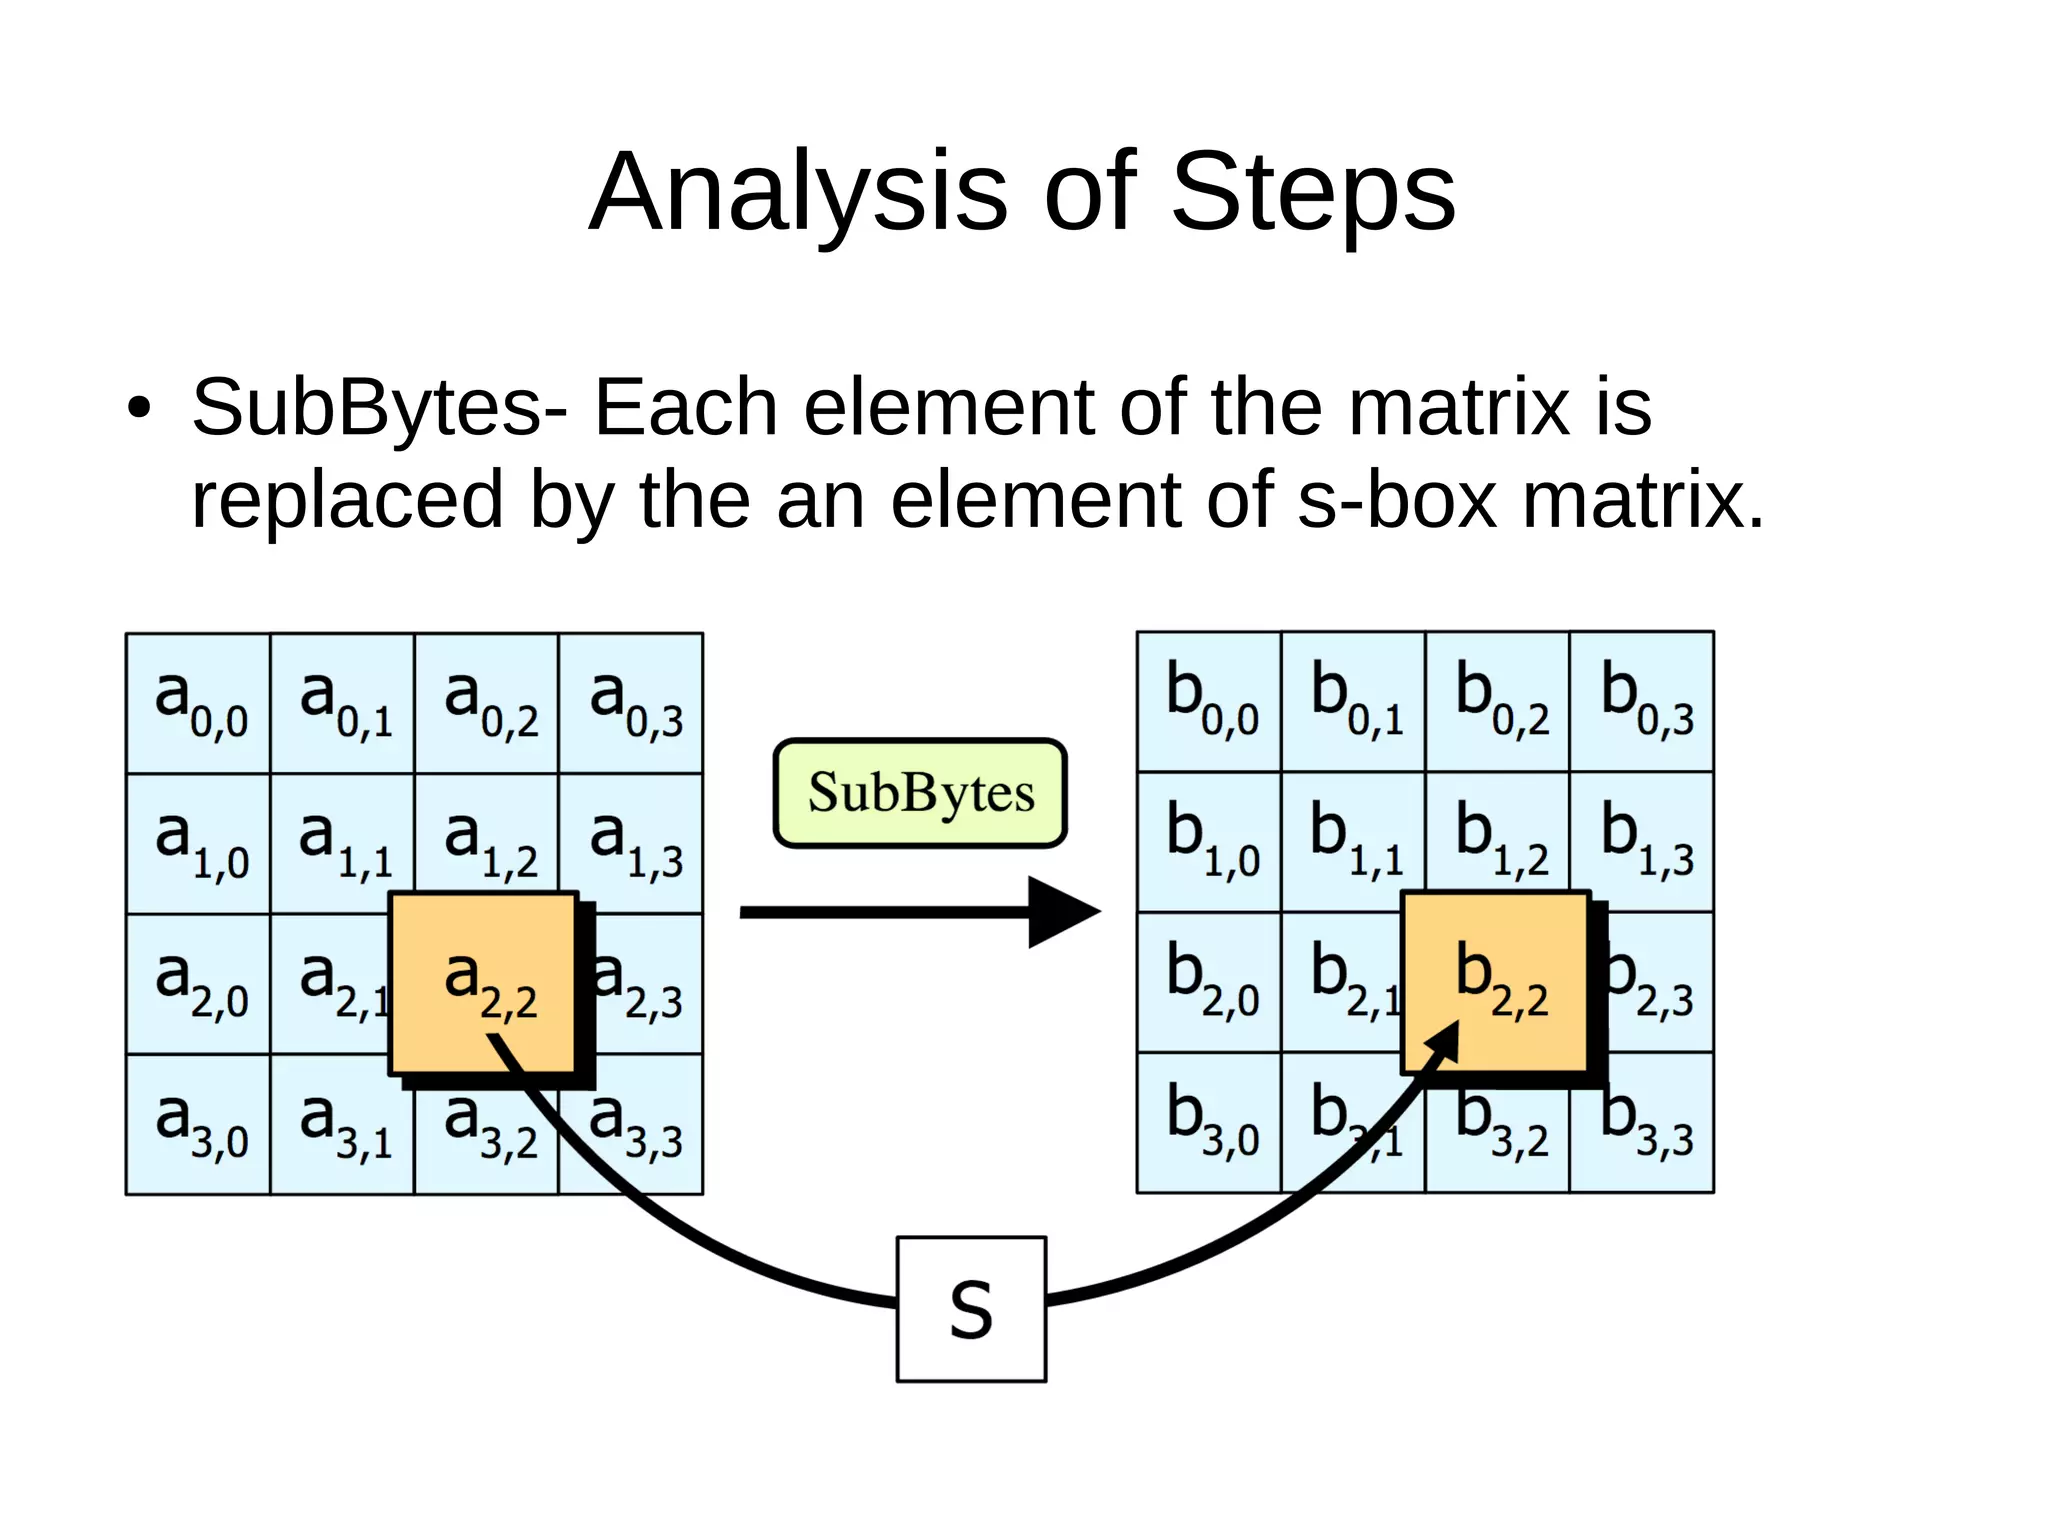 Analysis of Steps
• SubBytes- Each element of the matrix is
replaced by the an element of s-box matrix.
a0,0 a0,1 a0,2 a0,3
a1,0 a1,1 a1,2 a1,3
a2,0 a2,1 a2,2 a2,3
a3,0 a3,1 a3,2 a3,3
SubBytes
b0,0 b0,1 b0,2 b0,3
b1,0 b1,1 b1,2 b1,3
b2,0 b2,1 b2,2 b2,3
b3,0 b3,1 b3,2 b3,3
S